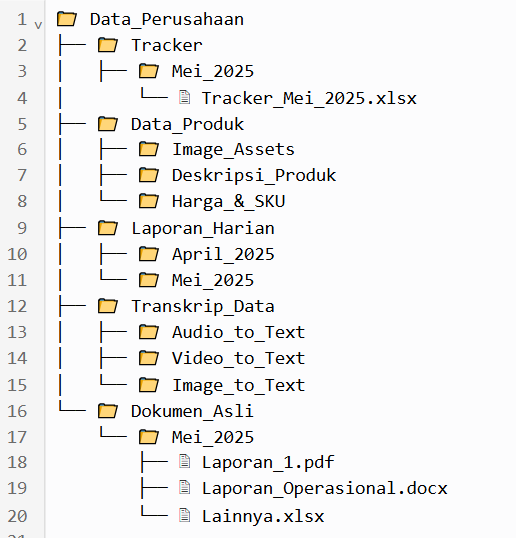 1 Data_Perusahaan
2 ├── Tracker
3 │   ├── Mei_2025
4 │       └── Tracker_Mei_2025.xlsx
5 ├── Data_Produk
6 │   ├── Image_Assets
7 │   ├── Deskripsi_Produk
8 │   └── Harga_&_SKU
9 ├── Laporan_Harian
10 │   ├── April_2025
11 │   └── Mei_2025
12 ├── Transkrip_Data
13 │   ├── Audio_to_Text
14 │   ├── Video_to_Text
15 │   └── Image_to_Text
16 └── Dokumen_Asli
17     └── Mei_2025
18         ├── Laporan_1.pdf
19         ├── Laporan_Operasional.docx
20         └── Lainnya.xlsx